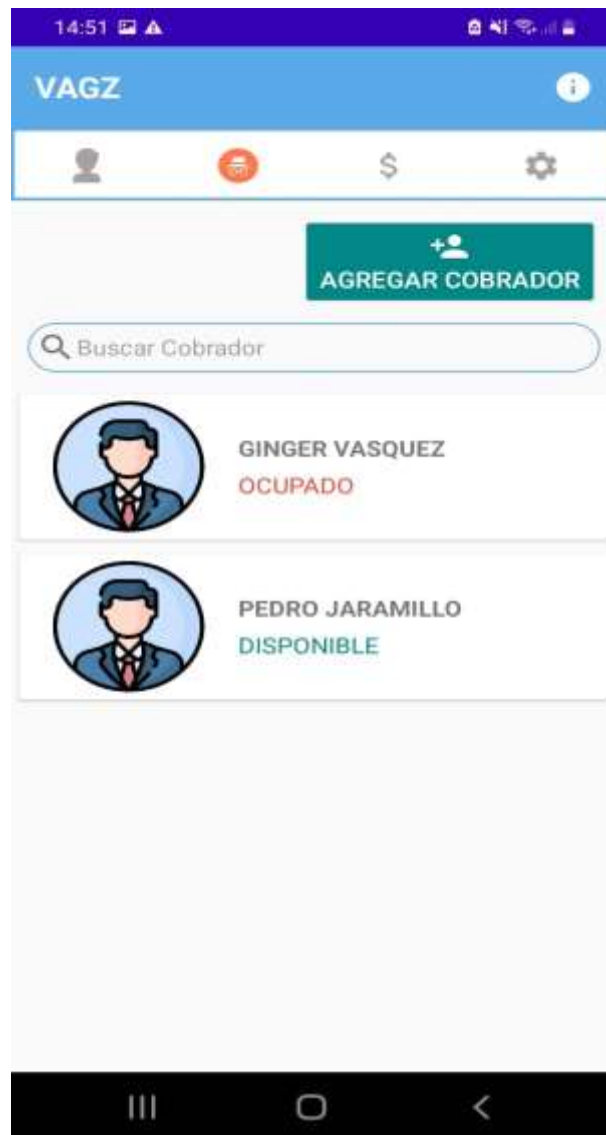 14:51
VAGZ
AGREGAR COBRADOR
Buscar Cobrador
GINGER VASQUEZ
OCUPADO
PEDRO JARAMILLO
DISPONIBLE